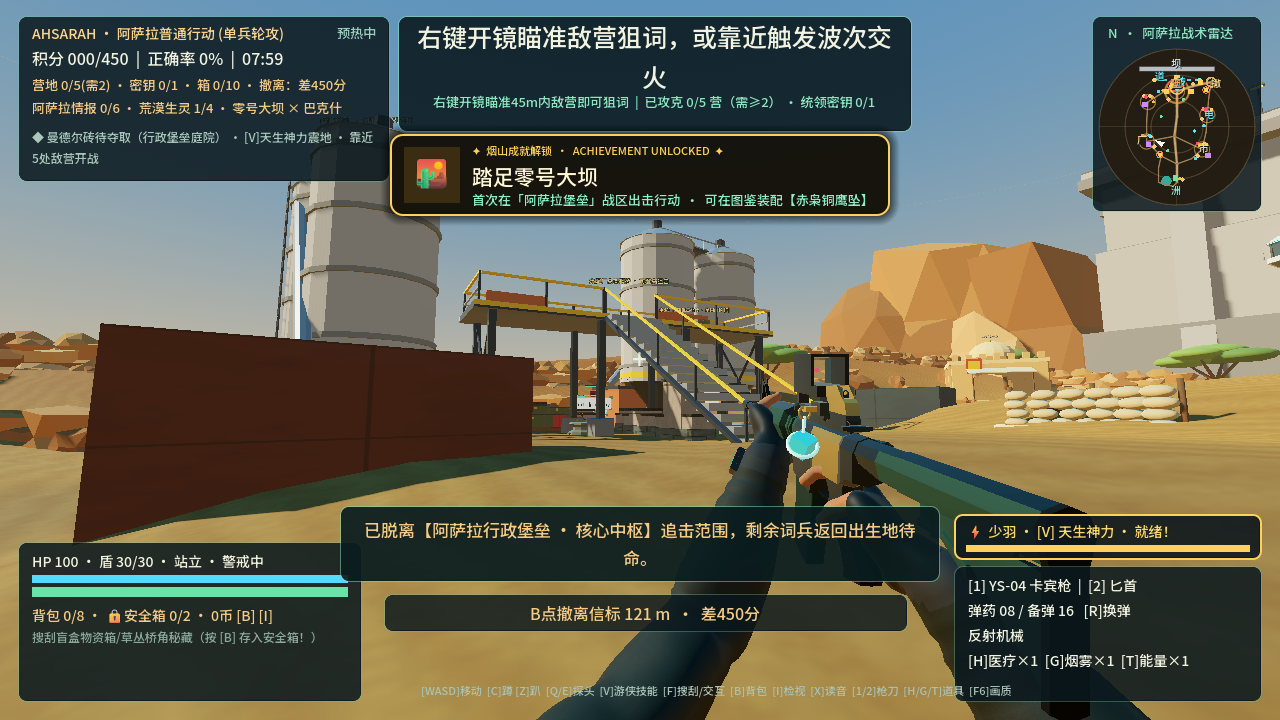 AHSARAH · 阿萨拉普通行动 (单兵轮攻)
预热中
积分 000/450 | 正确率 0% | 07:59
营地 0/5(需2) · 密钥 0/1 · 箱 0/10 · 撤离：差450分
阿萨拉情报 0/6 · 荒漠生灵 1/4 · 零号大坝 × 巴克什
◆ 曼德尔砖待夺取（行政堡垒庭院） · [V]天生神力震地 · 靠近
5处敌营开战
右键开镜瞄准敌营狙词，或靠近触发波次交
火
右键开镜瞄准45m内敌营即可狙词 | 已攻克 0/5 营（需≥2） · 统领密钥 0/1
✦ 烟山成就解锁 · ACHIEVEMENT UNLOCKED ✦
踏足零号大坝
首次在「阿萨拉堡垒」战区出击行动 · 可在图鉴装配【赤枭铜鹰坠】
N · 阿萨拉战术雷达
坝
道
电
厂
市
洲
已脱离【阿萨拉行政堡垒 · 核心中枢】追击范围，剩余词兵返回出生地待
命。
B点撤离信标 121 m · 差450分
HP 100 · 盾 30/30 · 站立 · 警戒中
背包 0/8 · 🔒 安全箱 0/2 · 0币 [B] [I]
搜刮盲盒物资箱/草丛桥角秘藏（按 [B] 存入安全箱！）
少羽 · [V] 天生神力 · 就绪!
[1] YS-04 卡宾枪 | [2] 匕首
弹药 08 / 备弹 16 [R]换弹
反射机械
[H]医疗×1 [G]烟雾×1 [T]能量×1
[WASD]移动 [C]蹲 [Z]趴 [Q/E]探头 [V]游侠技能 [F]搜刮/交互 [B]背包 [I]检视 [X]读音 [1/2]枪刀 [H/G/T]道具 [F6]画质